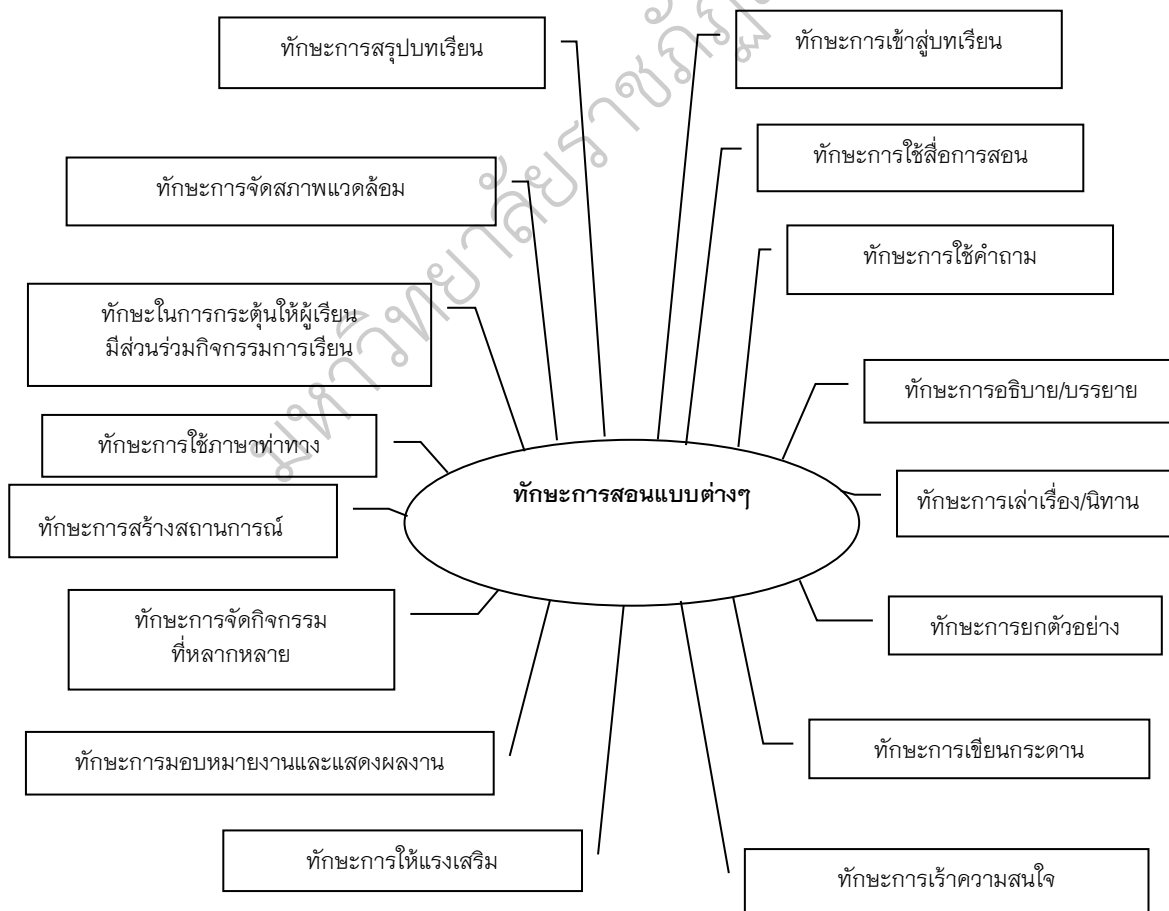 ทักษะการสรุปบทเรียน
ทักษะการเข้าสู่บทเรียน
ทักษะการใช้สื่อการสอน
ทักษะการจัดสภาพแวดล้อม
ทักษะการใช้คำถาม
ทักษะในการกระตุ้นให้ผู้เรียน
มีส่วนร่วมกิจกรรมการเรียน
ทักษะการอธิบาย/บรรยาย
ทักษะการใช้ภาษาท่าทาง
ทักษะการสอนแบบต่างๆ
ทักษะการเล่าเรื่อง/นิทาน
ทักษะการสร้างสถานการณ์
ทักษะการจัดกิจกรรม
ที่หลากหลาย
ทักษะการยกตัวอย่าง
ทักษะการเขียนกระดาน
ทักษะการมอบหมายงานและแสดงผลงาน
ทักษะการให้แรงเสริม
ทักษะการเร้าความสนใจ
มหาวิทยาลัยราชภัฏ